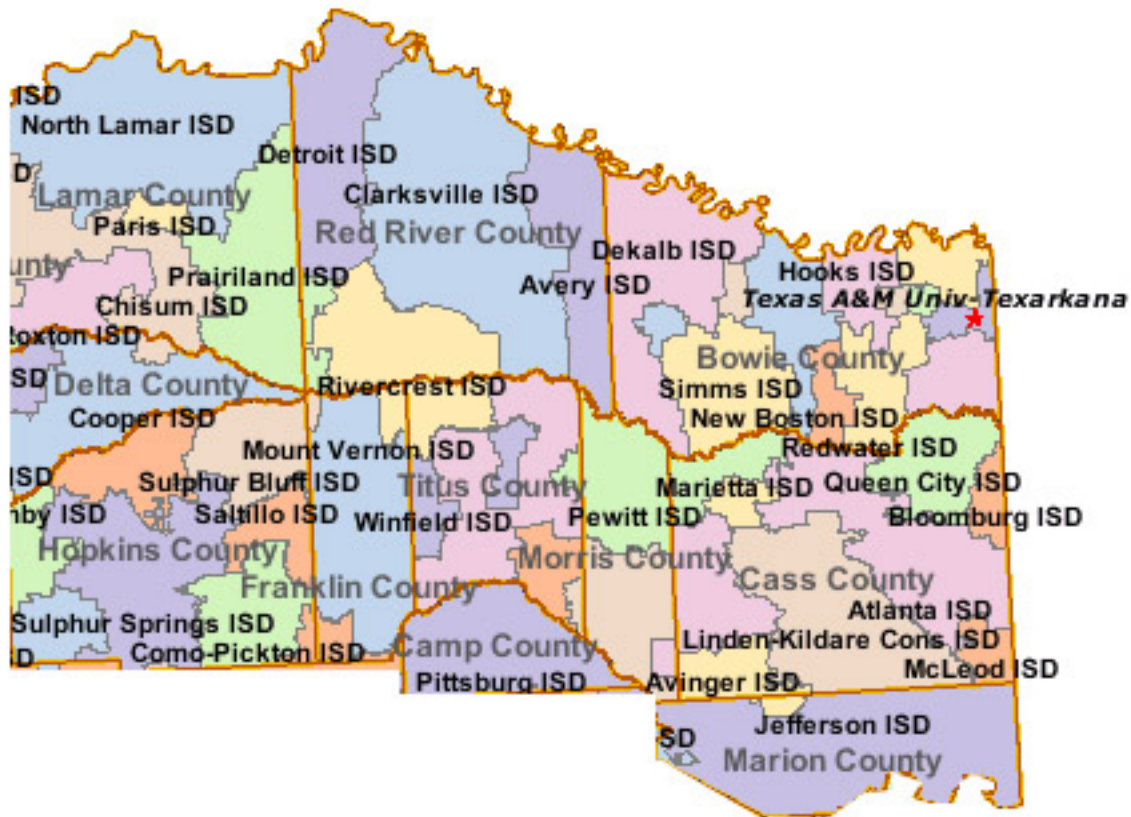 ISD
North Lamar ISD
Detroit ISD
Lamar County
Clarksville ISD
Paris ISD
Red River County
Dekalb ISD
Hooks ISD
Prairiland ISD
Avery ISD
Texas A&M Univ-Texarkana
Chisum ISD
Bowie County
Delta County
Rivercrest ISD
Simms ISD
Cooper ISD
New Boston ISD
Mount Vernon ISD
Redwater ISD
ISD
Sulphur Bluff ISD
Titus County
Marietta ISD
Queen City ISD
ISD
Saltillo ISD
Winfield ISD
Pewitt ISD
Bloomburg ISD
Hopkins County
Morris County
Franklin County
Cass County
Sulphur Springs ISD
Atlanta ISD
Como-Pickton ISD
Camp County
Linden-Kildare Cons ISD
Pittsburg ISD
Avinger ISD
McLeod ISD
Jefferson ISD
SD
Marion County